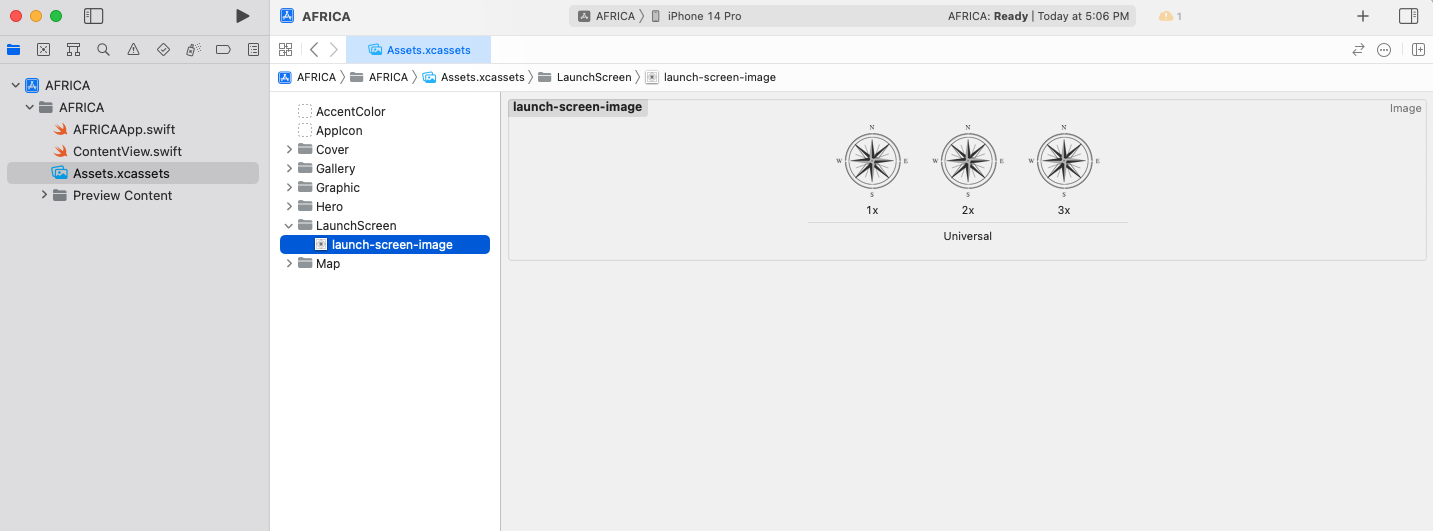 AFRICA
AFRICA iPhone 14 Pro
AFRICA: Ready | Today at 5:06 PM
1
Assets.xcassets
AFRICA AFRICA Assets.xcassets LaunchScreen launch-screen-image
AFRICA
AFRICA
AFRICAApp.swift
ContentView.swift
Assets.xcassets
Preview Content
AccentColor
AppIcon
Cover
Gallery
Graphic
Hero
LaunchScreen
launch-screen-image
Map
launch-screen-image
Image
N N N
W E W E W E
S S S
1x 2x 3x
Universal